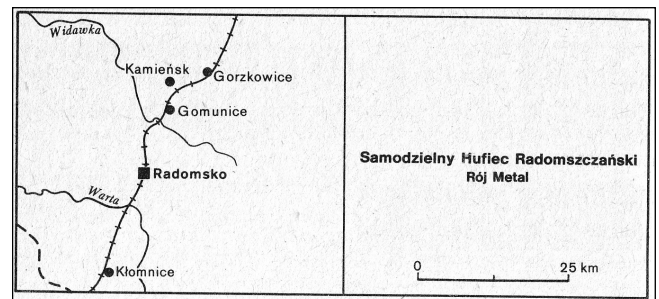 Widawka
Kamieńsk
Gorzkowice
Gomunice
Radomsko
Warta
Kłomnice
Samodzielny Hufiec Radomszczański
Rój Metal
0 25 km